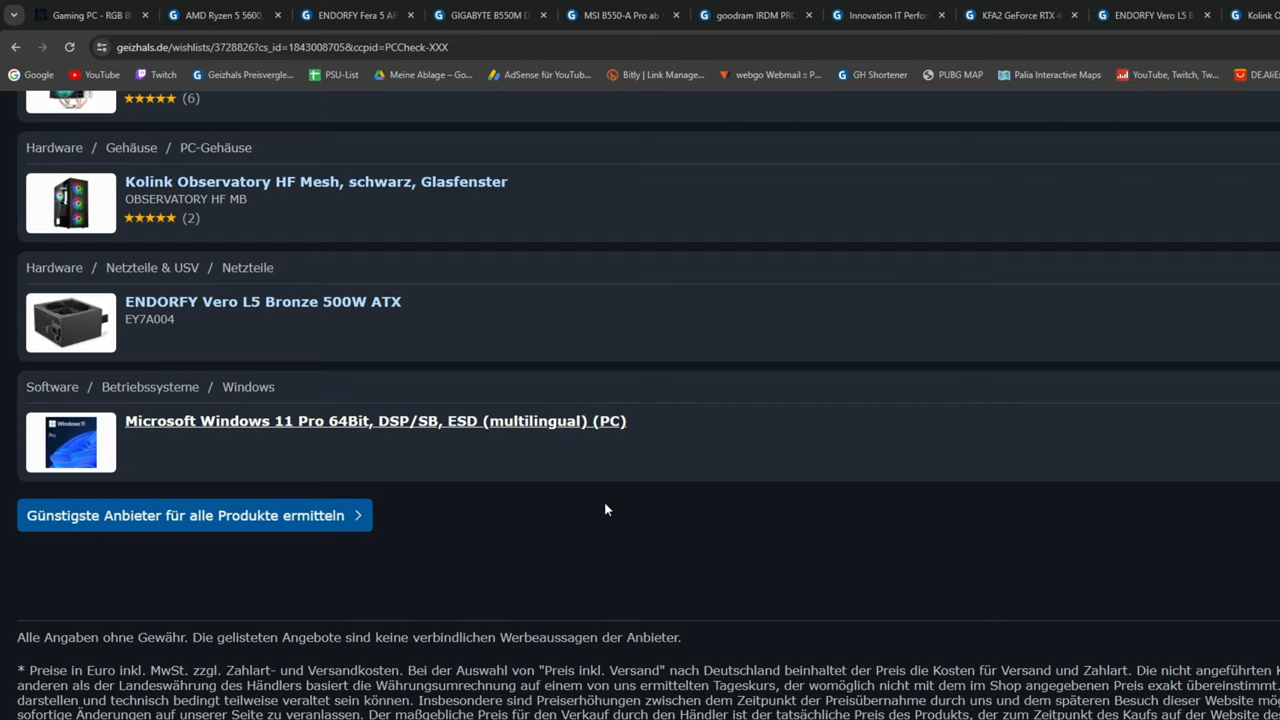 Gaming PC - RGB B
AMD Ryzen 5 5600,
ENDORFY Fera 5 AR
GIGABYTE B550M D
MSI B550-A Pro ab
goodram IRDM PRO
Innovation IT Perfor
KFA2 GeForce RTX 4
ENDORFY Vero L5 B
Kolink O
geizhals.de/wishlists/3728826?cs_id=1843008705&ccpid=PCCheck-XXX
Google
YouTube
Twitch
Geizhals Preisvergle...
PSU-List
Meine Ablage – Go...
AdSense für YouTub...
Bitly | Link Manage...
webgo Webmail :: P...
GH Shortener
PUBG MAP
Palia Interactive Maps
YouTube, Twitch, Tw...
DE.AliE
(6)
Hardware / Gehäuse / PC-Gehäuse
Kolink Observatory HF Mesh, schwarz, Glasfenster
OBSERVATORY HF MB
(2)
Hardware / Netzteile & USV / Netzteile
ENDORFY Vero L5 Bronze 500W ATX
EY7A004
Software / Betriebssysteme / Windows
Windows 11
Pro
Microsoft Windows 11 Pro 64Bit, DSP/SB, ESD (multilingual) (PC)
Günstigste Anbieter für alle Produkte ermitteln
Alle Angaben ohne Gewähr. Die gelisteten Angebote sind keine verbindlichen Werbeaussagen der Anbieter.
* Preise in Euro inkl. MwSt. zzgl. Zahlart- und Versandkosten. Bei der Auswahl von "Preis inkl. Versand" nach Deutschland beinhaltet der Preis die Kosten für Versand und Zahlart. Die nicht angeführten K
anderen als der Landeswährung des Händlers basiert die Währungsumrechnung auf einem von uns ermittelten Tageskurs, der womöglich nicht mit dem im Shop angegebenen Preis exakt übereinstimmt.
darstellen und technisch bedingt teilweise veraltet sein können. Insbesondere sind Preiserhöhungen zwischen dem Zeitpunkt der Preisübernahme durch uns und dem späteren Besuch dieser Website mö
sofortige Änderungen auf unserer Seite zu veranlassen. Der maßgebliche Preis für den Verkauf durch den Händler ist der tatsächliche Preis des Produkts, der zum Zeitpunkt des Kaufs auf der Website de